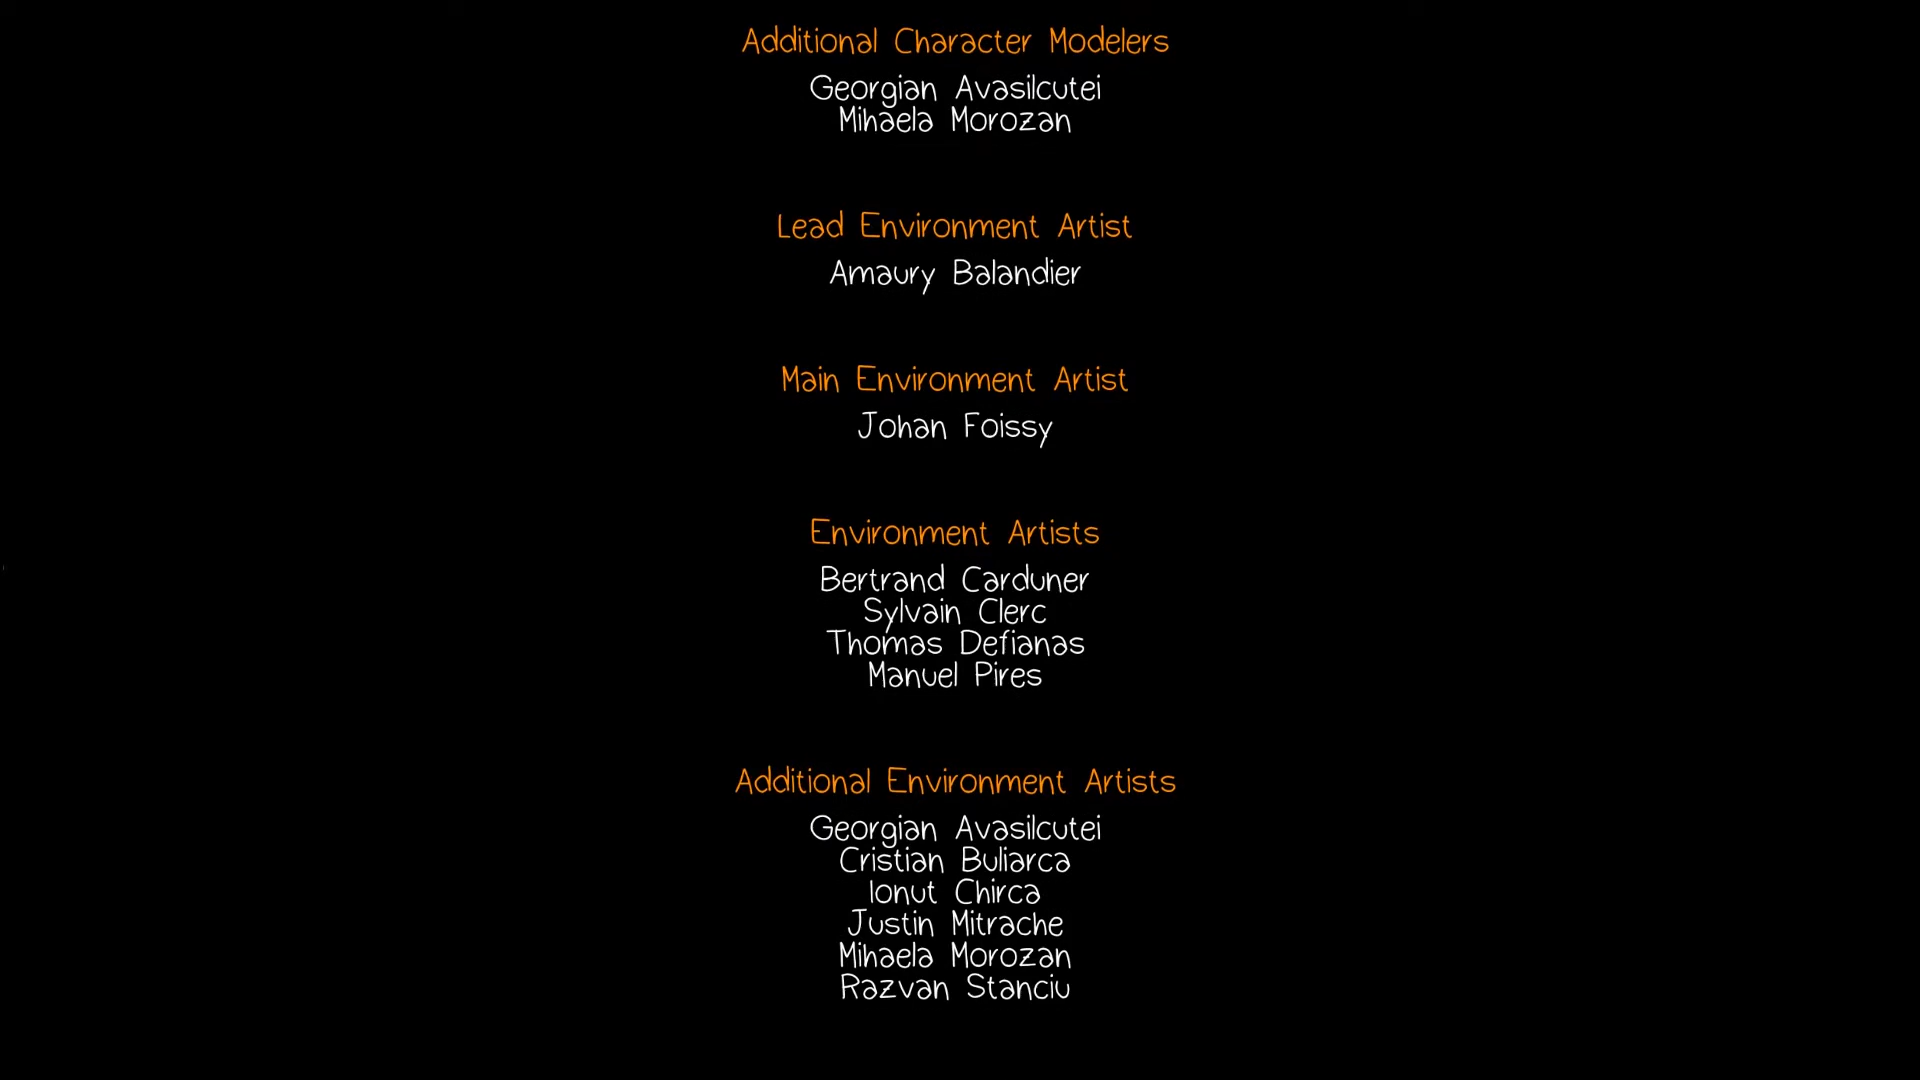 Additional Character Modelers
Georgian Avasilcutei
Mihaela Morozan
Lead Environment Artist
Amaury Balandier
Main Environment Artist
Johan Foissy
Environment Artists
Bertrand Carduner
Sylvain Clerc
Thomas Defianas
Manuel Pires
Additional Environment Artists
Georgian Avasilcutei
Cristian Buliarca
Ionut Chirca
Justin Mitrache
Mihaela Morozan
Razvan Stanciu